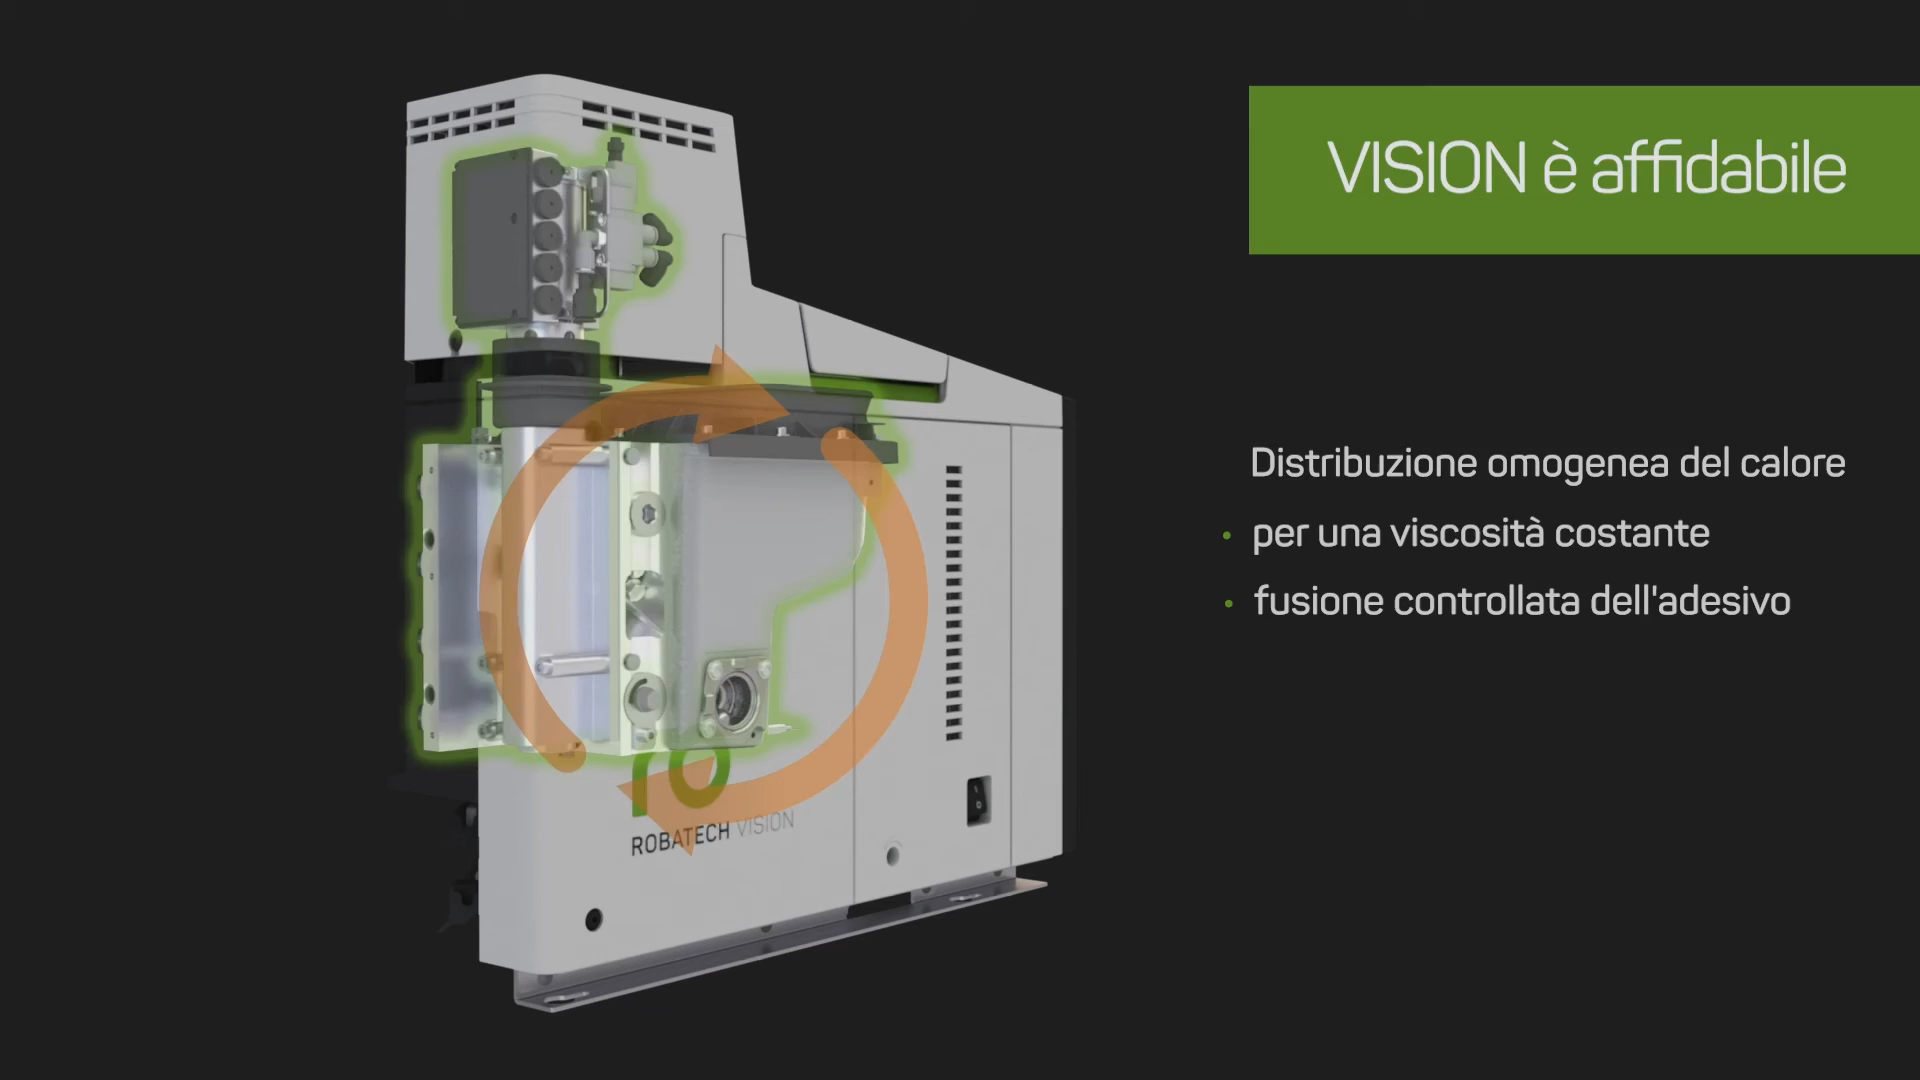 VISION è affidabile
Distribuzione omogenea del calore
• per una viscosità costante
• fusione controllata dell'adesivo
ROBATECH VISION